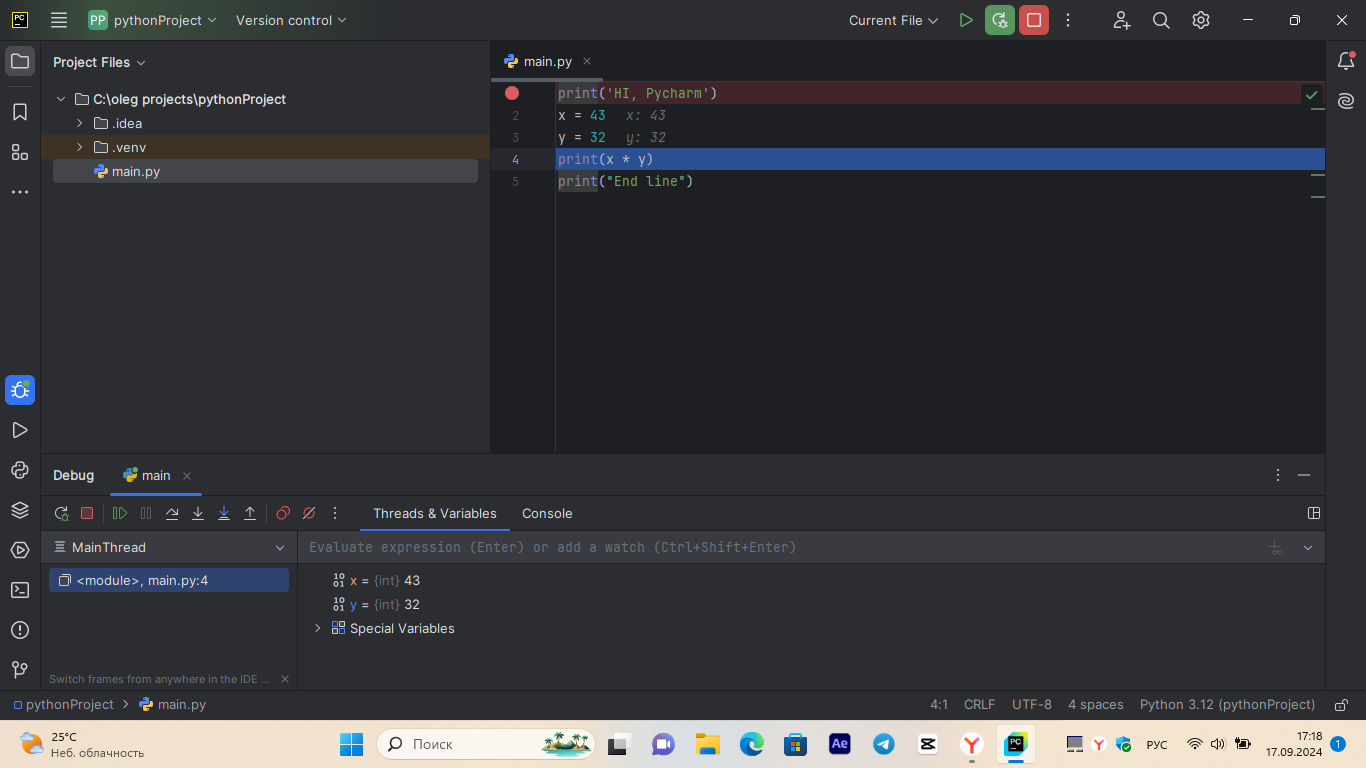 PC
PP pythonProject
Version control
Current File
Project Files
C:\oleg projects\pythonProject
.idea
.venv
main.py
main.py
print('HI, Pycharm')
2 x = 43 x: 43
3 y = 32 y: 32
4 print(x * y)
5 print("End line")
Debug
main
Threads & Variables
Console
MainThread
Evaluate expression (Enter) or add a watch (Ctrl+Shift+Enter)
<module>, main.py:4
x = {int} 43
y = {int} 32
Special Variables
Switch frames from anywhere in the IDE ...
pythonProject
main.py
4:1
CRLF
UTF-8
4 spaces
Python 3.12 (pythonProject)
25°C
Неб. облачность
Поиск
Ae
PC
РУС
17:18
17.09.2024
1